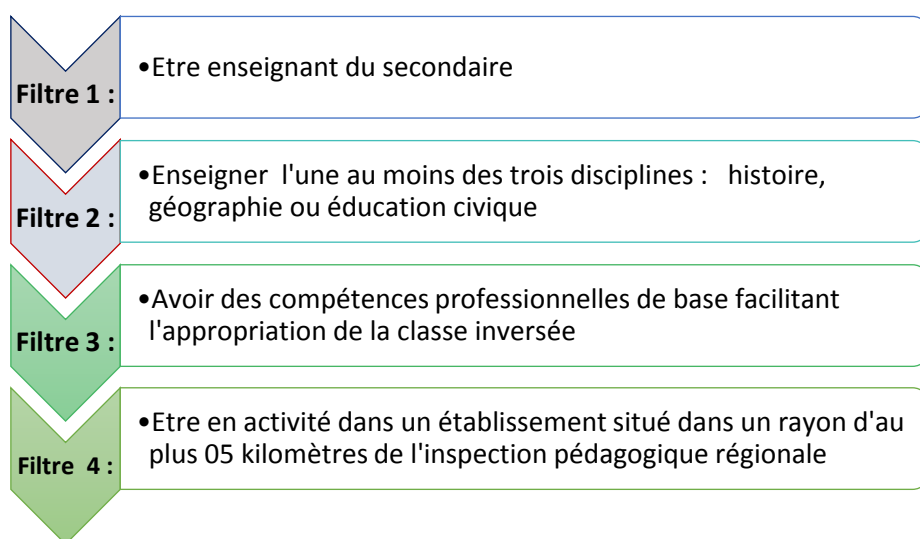 Filtre 1 :
•Etre enseignant du secondaire
Filtre 2 :
•Enseigner l'une au moins des trois disciplines : histoire,
géographie ou éducation civique
Filtre 3 :
•Avoir des compétences professionnelles de base facilitant
l'appropriation de la classe inversée
Filtre 4 :
•Etre en activité dans un établissement situé dans un rayon d'au
plus 05 kilomètres de l'inspection pédagogique régionale